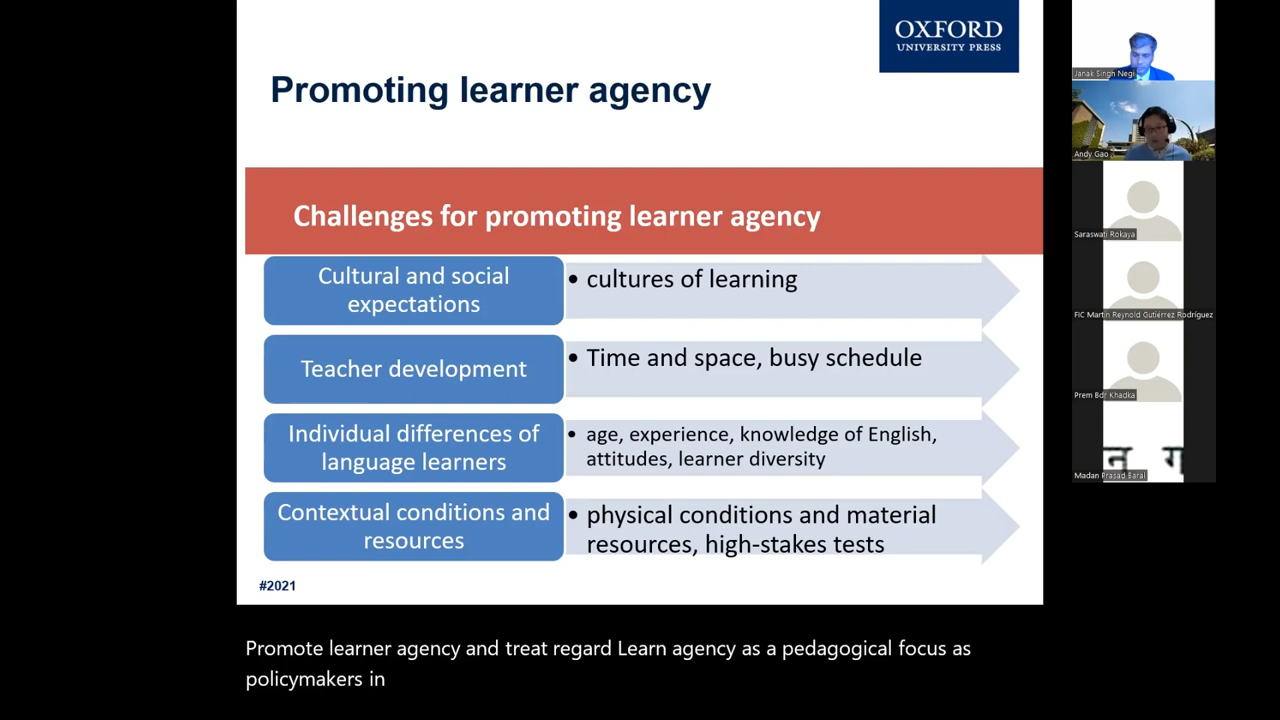 OXFORD
UNIVERSITY PRESS
Promoting learner agency
Challenges for promoting learner agency
Cultural and social
expectations
• cultures of learning
Teacher development
• Time and space, busy schedule
Individual differences of
language learners
• age, experience, knowledge of English,
attitudes, learner diversity
Contextual conditions and
resources
• physical conditions and material
resources, high-stakes tests
#2021
Promote learner agency and treat regard Learn agency as a pedagogical focus as
policymakers in
Janak Singh Negi
Andy Gao
Saraswati Rokaya
FIC Martin Reynold Gutierrez Rodríguez
Prem Bdr Khadka
त ग
Madan Prasad Baral